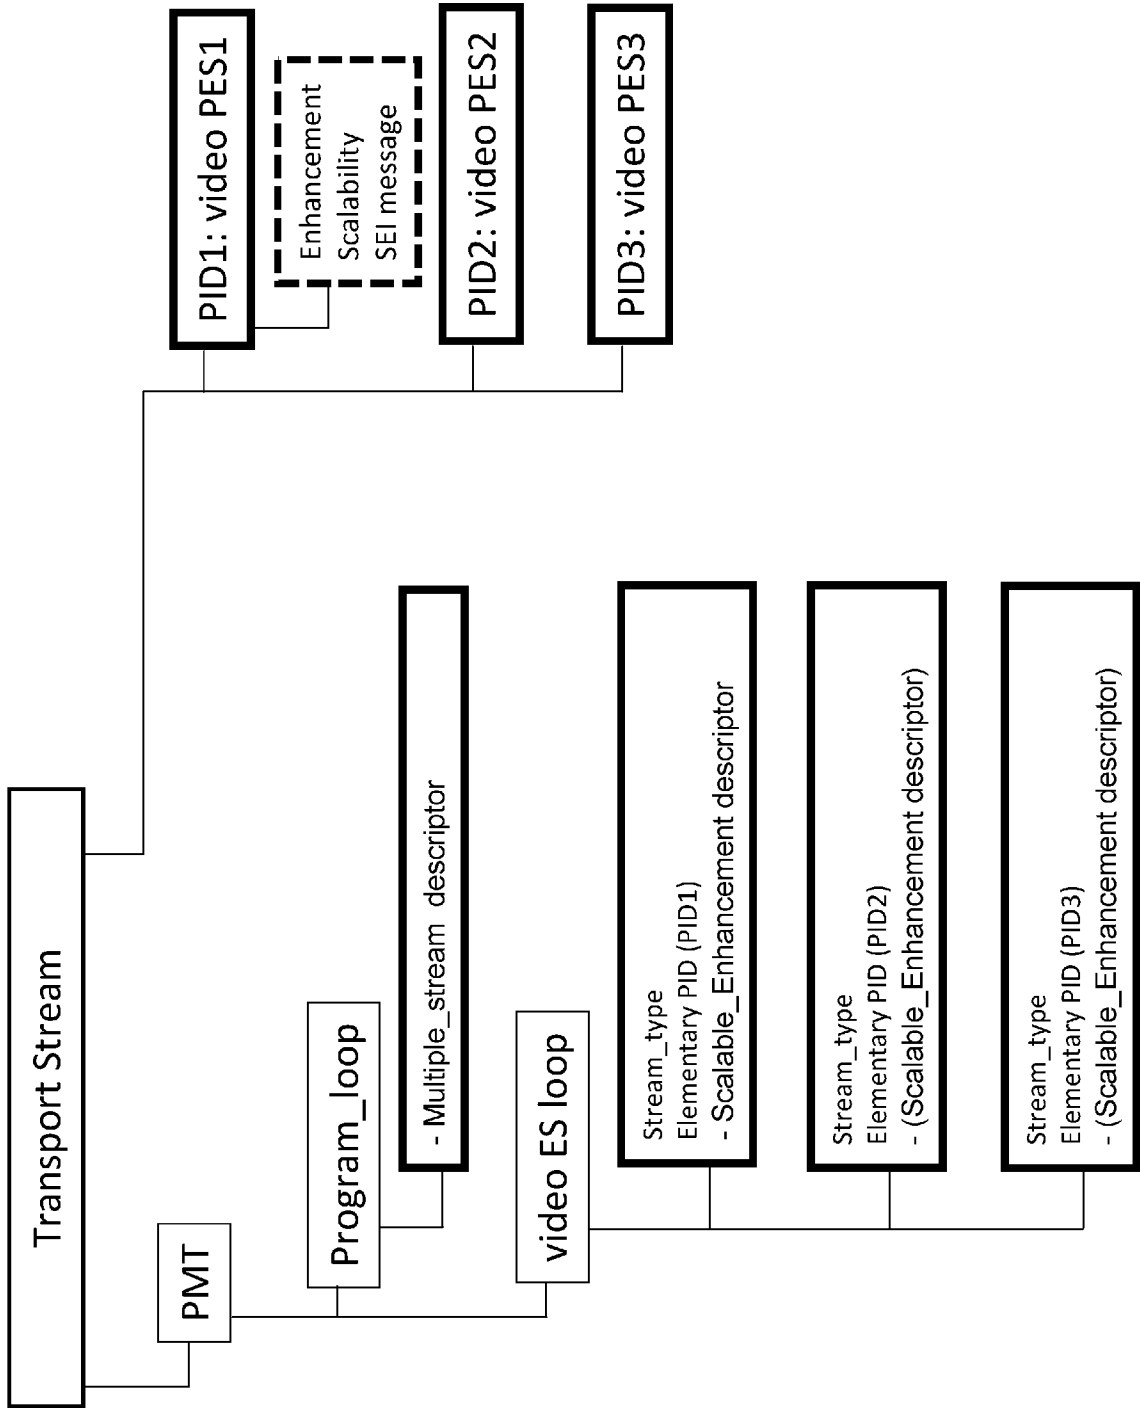 Transport Stream
PMT
Program_loop
- Multiple_stream descriptor
video ES loop
Stream_type
Elementary PID (PID1)
- Scalable_Enhancement descriptor
Stream_type
Elementary PID (PID2)
- (Scalable_Enhancement descriptor)
Stream_type
Elementary PID (PID3)
- (Scalable_Enhancement descriptor)
PID1: video PES1
Enhancement
Scalability
SEI message
PID2: video PES2
PID3: video PES3